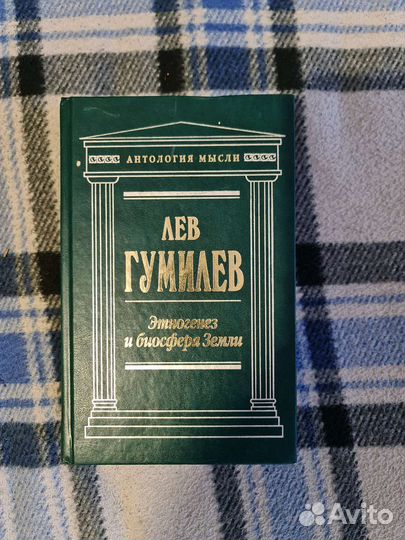 АНТОЛОГИЯ МЫСЛИ
ЛЕВ
ГУМИЛЕВ
Этногенез
и биосфера Земли
Avito